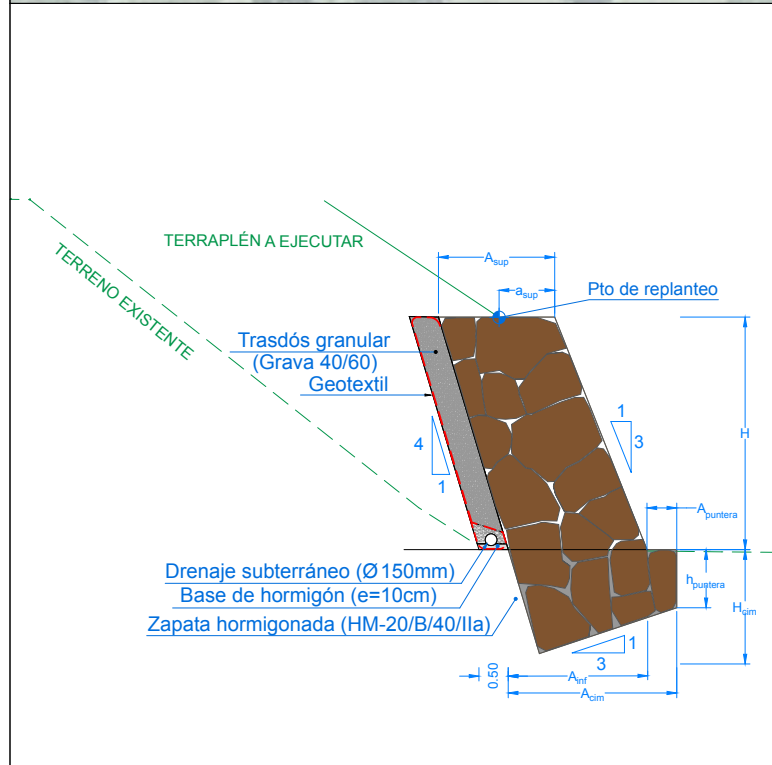 TERRAPLÉN A EJECUTAR
TERRENO EXISTENTE
Asup
asup
Pto de replanteo
Trasdós granular
(Grava 40/60)
Geotextil
4
1
1
3
H
Apuntera
hpuntera
Hcim
Drenaje subterráneo (Ø150mm)
Base de hormigón (e=10cm)
Zapata hormigonada (HM-20/B/40/IIa)
1
3
0.50
Ainf
Acim